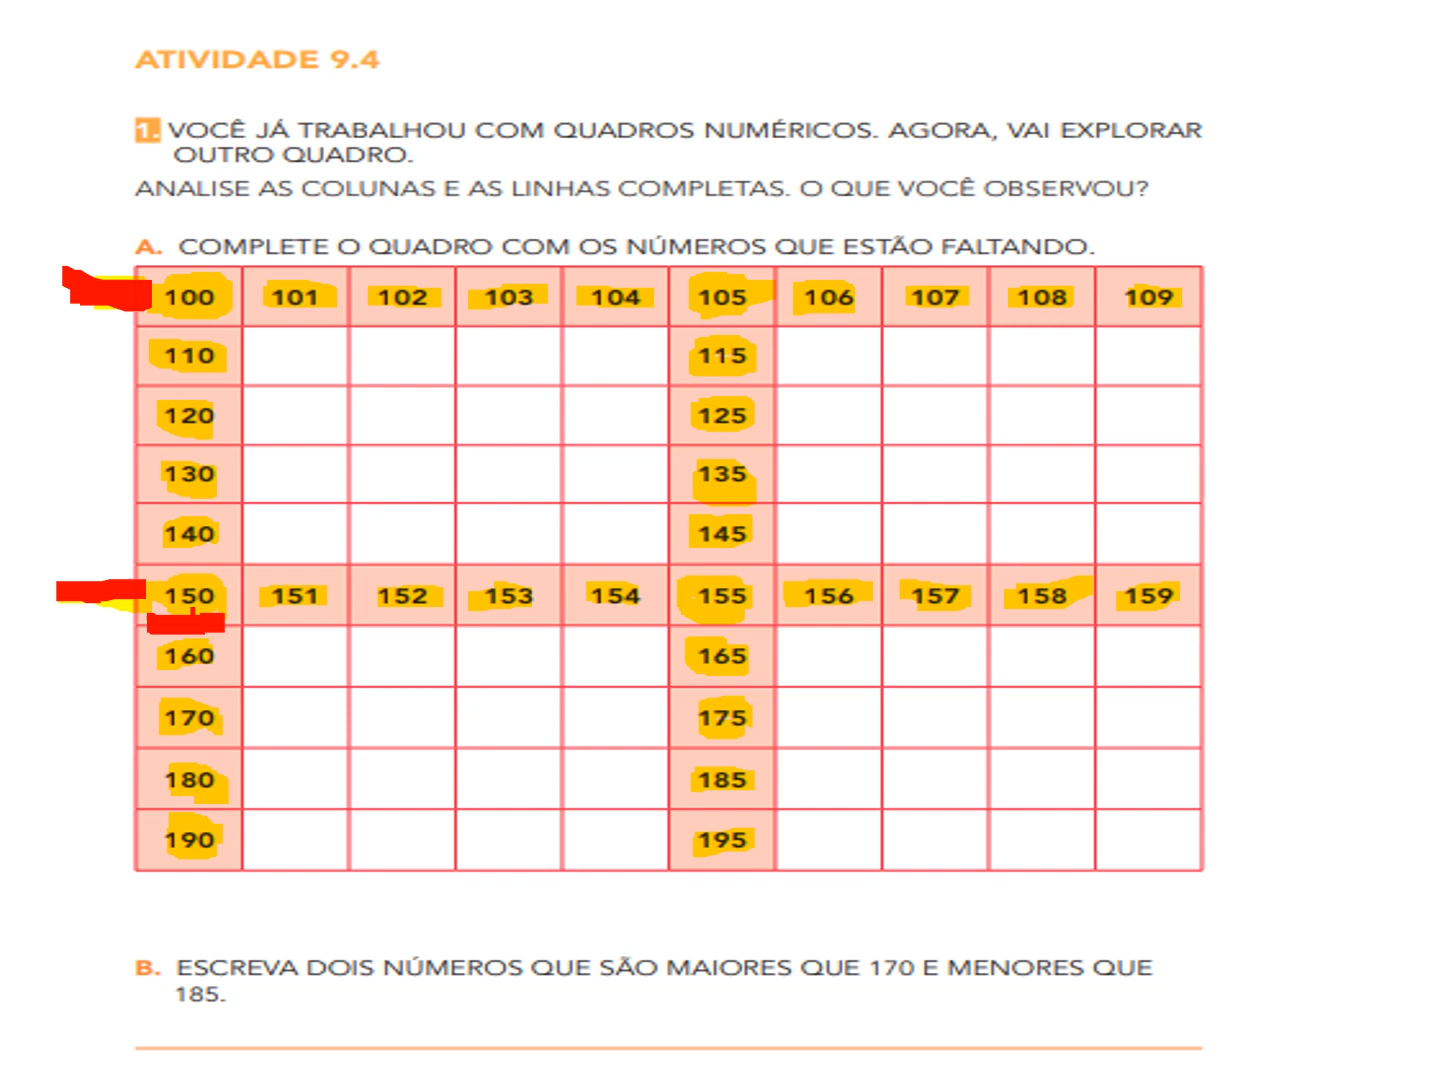 ATIVIDADE 9.4
1. VOCÊ JÁ TRABALHOU COM QUADROS NUMÉRICOS. AGORA, VAI EXPLORAR
OUTRO QUADRO.
ANALISE AS COLUNAS E AS LINHAS COMPLETAS. O QUE VOCÊ OBSERVOU?
A. COMPLETE O QUADRO COM OS NÚMEROS QUE ESTÃO FALTANDO.
100 101 102 103 104 105 106 107 108 109
110 115
120 125
130 135
140 145
150 151 152 153 154 155 156 157 158 159
160 165
170 175
180 185
190 195
B. ESCREVA DOIS NÚMEROS QUE SÃO MAIORES QUE 170 E MENORES QUE
185.